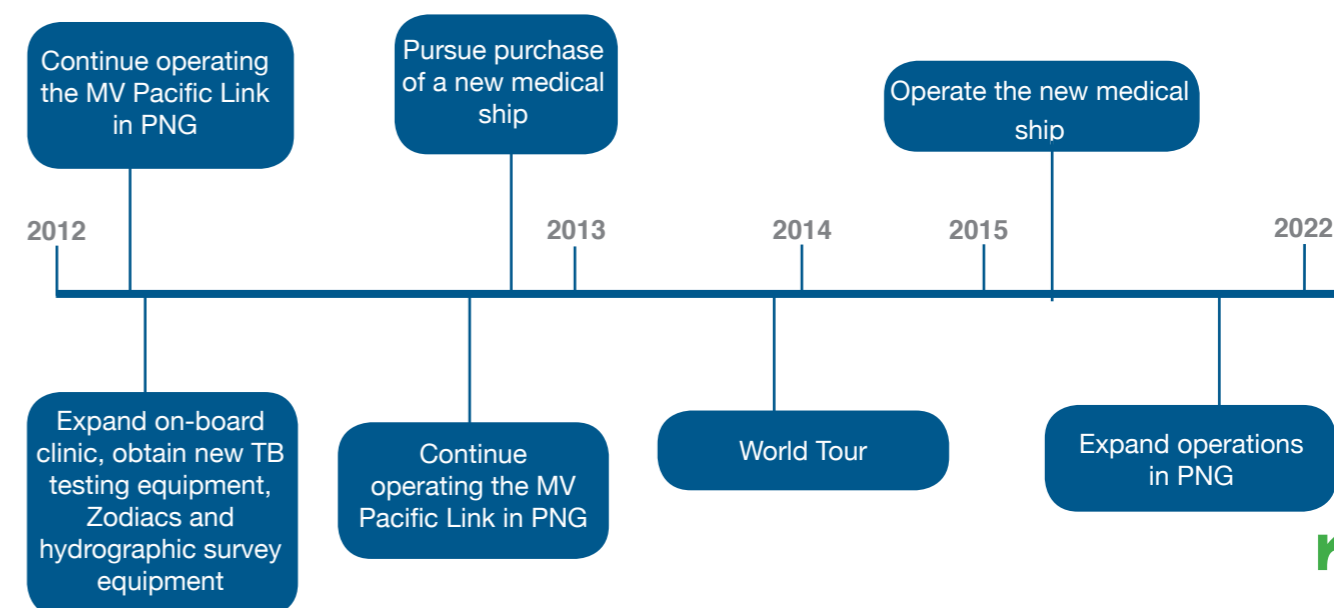 Continue operating
the MV Pacific Link
in PNG
Pursue purchase
of a new medical
ship
Operate the new medical
ship
2012
2013
2014
2015
2022
Expand on-board
clinic, obtain new TB
testing equipment,
Zodiacs and
hydrographic survey
equipment
Continue
operating the MV
Pacific Link in PNG
World Tour
Expand operations
in PNG
r